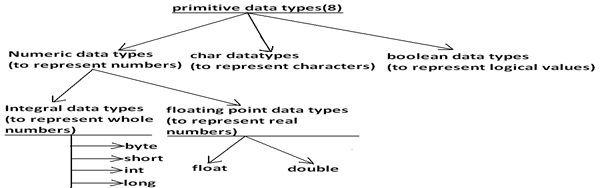 primitive data types(8)
Numeric data types
(to represent numbers)
char datatypes
(to represent characters)
boolean data types
(to represent logical values)
Integral data types
(to represent whole
numbers)
floating point data types
(to represent real
numbers)
byte
short
int
long
float
double